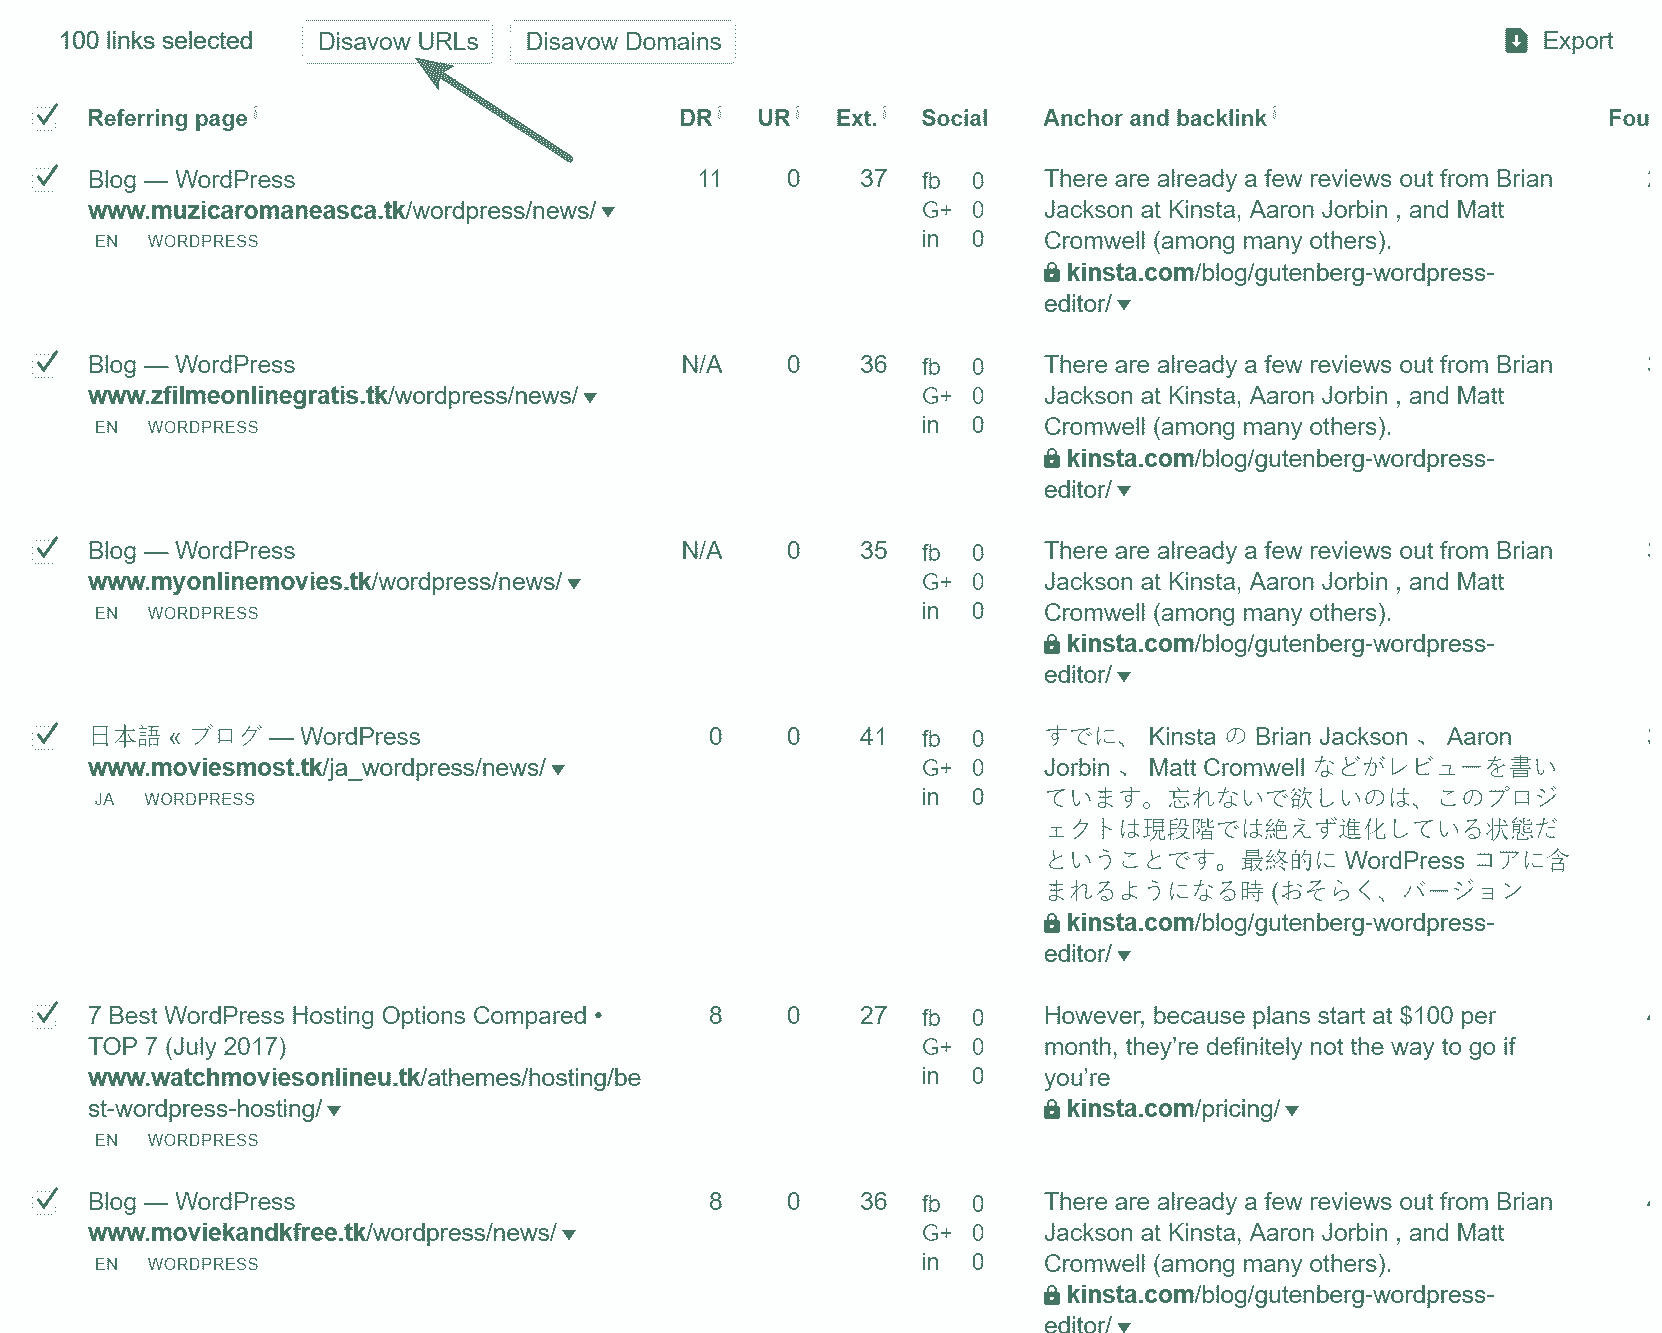 100 links selected Disavow URLs Disavow Domains Export
Referring page DR UR Ext. Social Anchor and backlink Fou
Blog — WordPress 11 0 37 fb 0 There are already a few reviews out from Brian
www.muzicaromaneasca.tk/wordpress/news/ G+ 0 Jackson at Kinsta, Aaron Jorbin , and Matt
EN WORDPRESS in 0 Cromwell (among many others).
kinsta.com/blog/gutenberg-wordpress-
editor/
Blog — WordPress N/A 0 36 fb 0 There are already a few reviews out from Brian
www.zfilmeonlinegratis.tk/wordpress/news/ G+ 0 Jackson at Kinsta, Aaron Jorbin , and Matt
EN WORDPRESS in 0 Cromwell (among many others).
kinsta.com/blog/gutenberg-wordpress-
editor/
Blog — WordPress N/A 0 35 fb 0 There are already a few reviews out from Brian
www.myonlinemovies.tk/wordpress/news/ G+ 0 Jackson at Kinsta, Aaron Jorbin , and Matt
EN WORDPRESS in 0 Cromwell (among many others).
kinsta.com/blog/gutenberg-wordpress-
editor/
日本語 « ブログ — WordPress 0 0 41 fb 0 すでに、 Kinsta の Brian Jackson 、 Aaron
www.moviesmost.tk/ja_wordpress/news/ G+ 0 Jorbin 、 Matt Cromwell などがレビューを書い
JA WORDPRESS in 0 ています。忘れないで欲しいのは、このプロジ
ェクトは現段階では絶えず進化している状態だ
ということです。最終的に WordPress コアに含
まれるようになる時 (おそらく、バージョン
kinsta.com/blog/gutenberg-wordpress-
editor/
7 Best WordPress Hosting Options Compared • 8 0 27 fb 0 However, because plans start at $100 per
TOP 7 (July 2017) G+ 0 month, they’re definitely not the way to go if
www.watchmoviesonlineu.tk/athemes/hosting/be in 0 you’re
st-wordpress-hosting/ kinsta.com/pricing/
EN WORDPRESS
Blog — WordPress 8 0 36 fb 0 There are already a few reviews out from Brian
www.moviekandkfree.tk/wordpress/news/ G+ 0 Jackson at Kinsta, Aaron Jorbin , and Matt
EN WORDPRESS in 0 Cromwell (among many others).
kinsta.com/blog/gutenberg-wordpress-
editor/